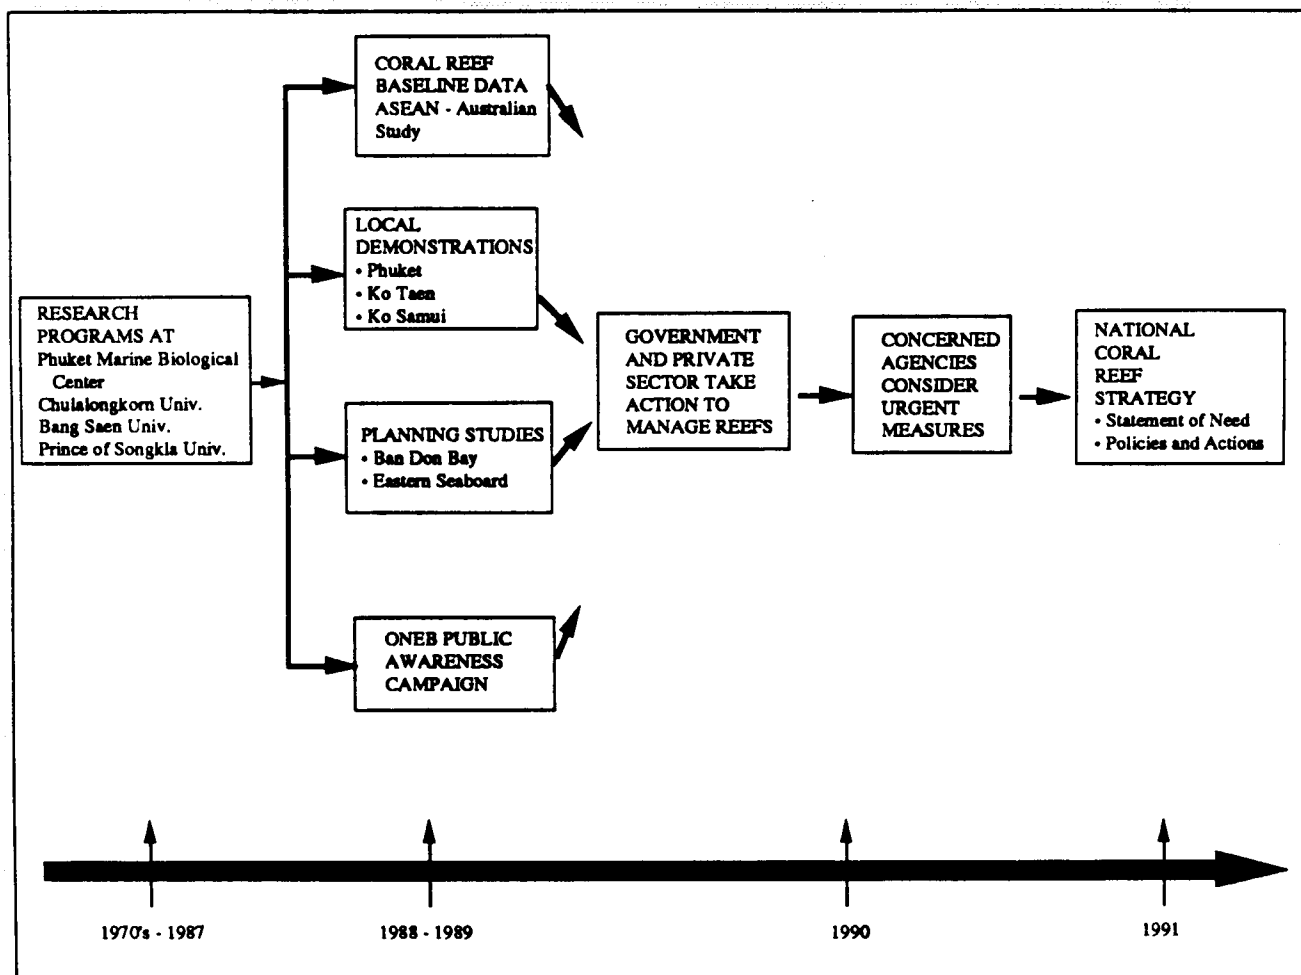 CORAL REEF
BASELINE DATA
ASEAN - Australian
Study
LOCAL
DEMONSTRATIONS
• Phuket
• Ko Taen
• Ko Samui
RESEARCH
PROGRAMS AT
Phuket Marine Biological
Center
Chulalongkorn Univ.
Bang Saen Univ.
Prince of Songkla Univ.
PLANNING STUDIES
• Ban Don Bay
• Eastern Seaboard
ONEB PUBLIC
AWARENESS
CAMPAIGN
GOVERNMENT
AND PRIVATE
SECTOR TAKE
ACTION TO
MANAGE REEFS
CONCERNED
AGENCIES
CONSIDER
URGENT
MEASURES
NATIONAL
CORAL
REEF
STRATEGY
• Statement of Need
• Policies and Actions
1970's - 1987
1988 - 1989
1990
1991